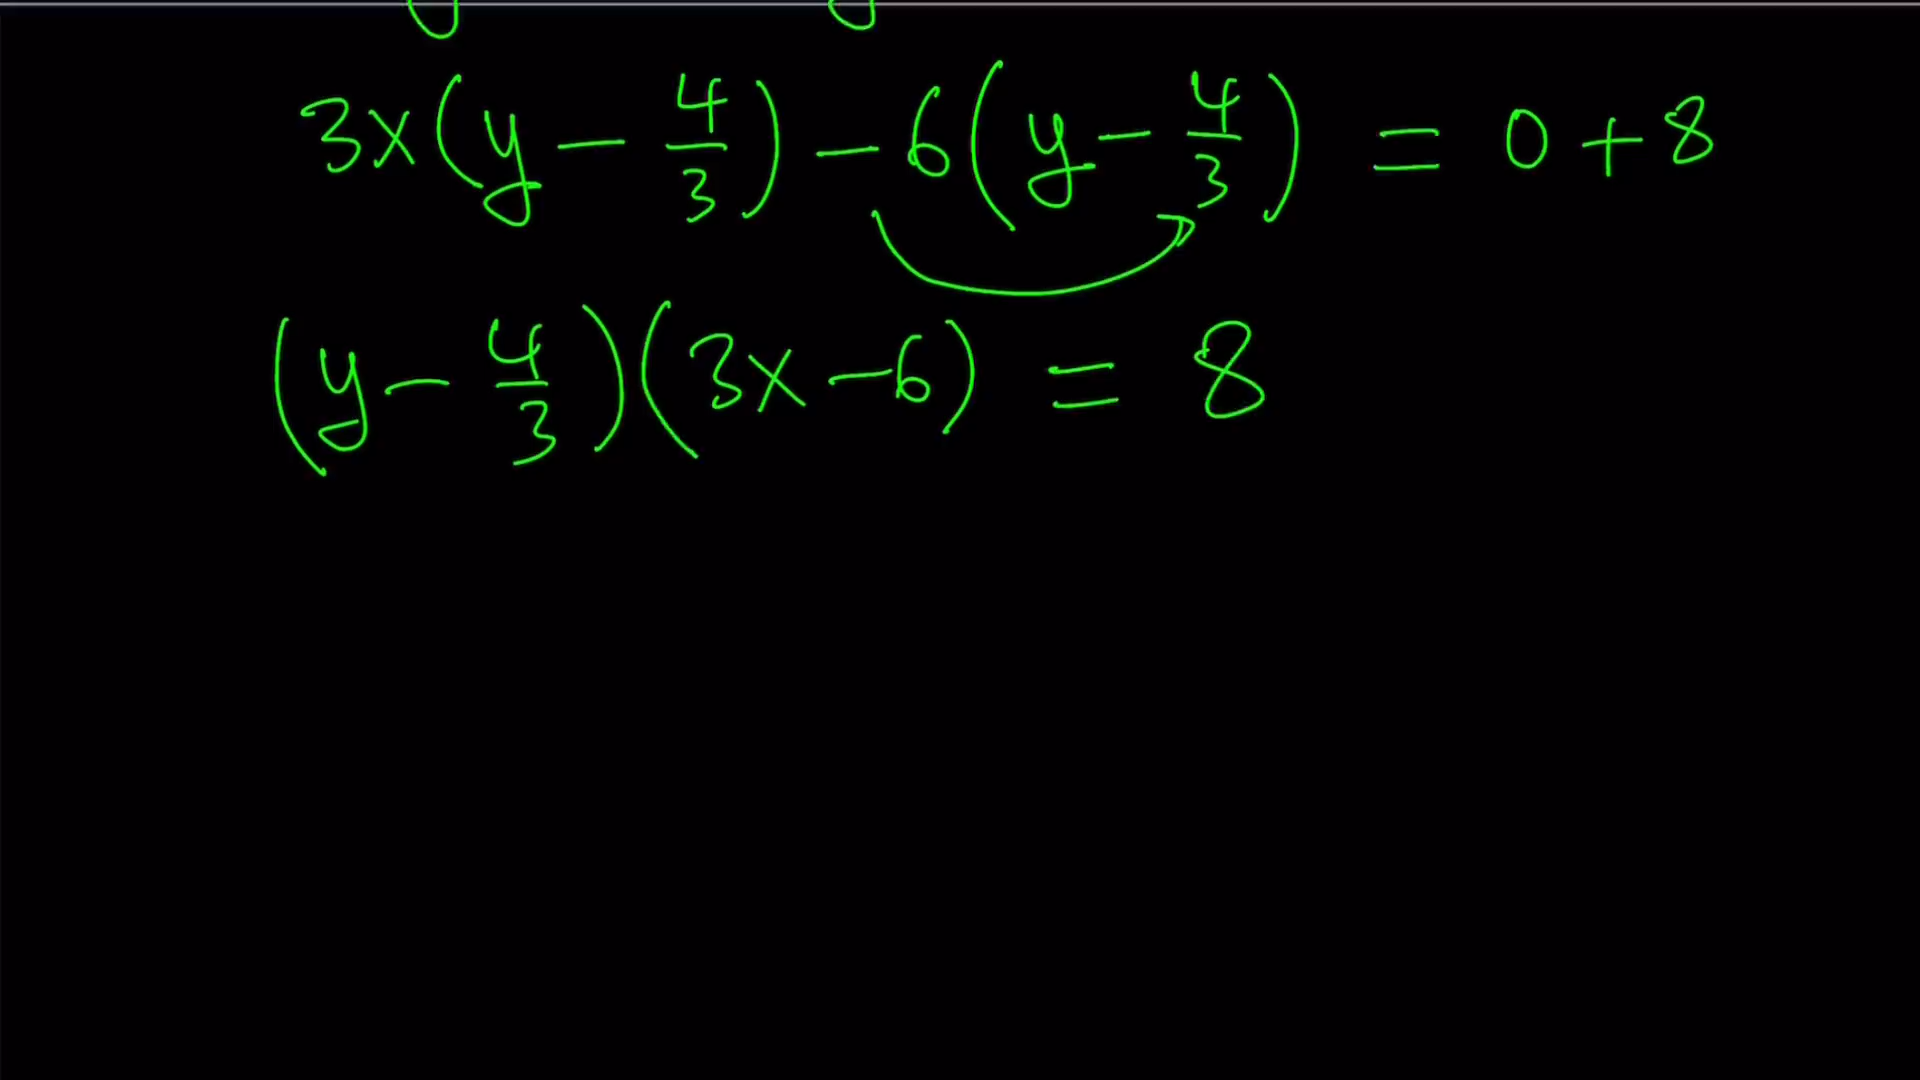 3x(y - 4/3) - 6(y - 4/3) = 0 + 8
(y - 4/3)(3x - 6) = 8